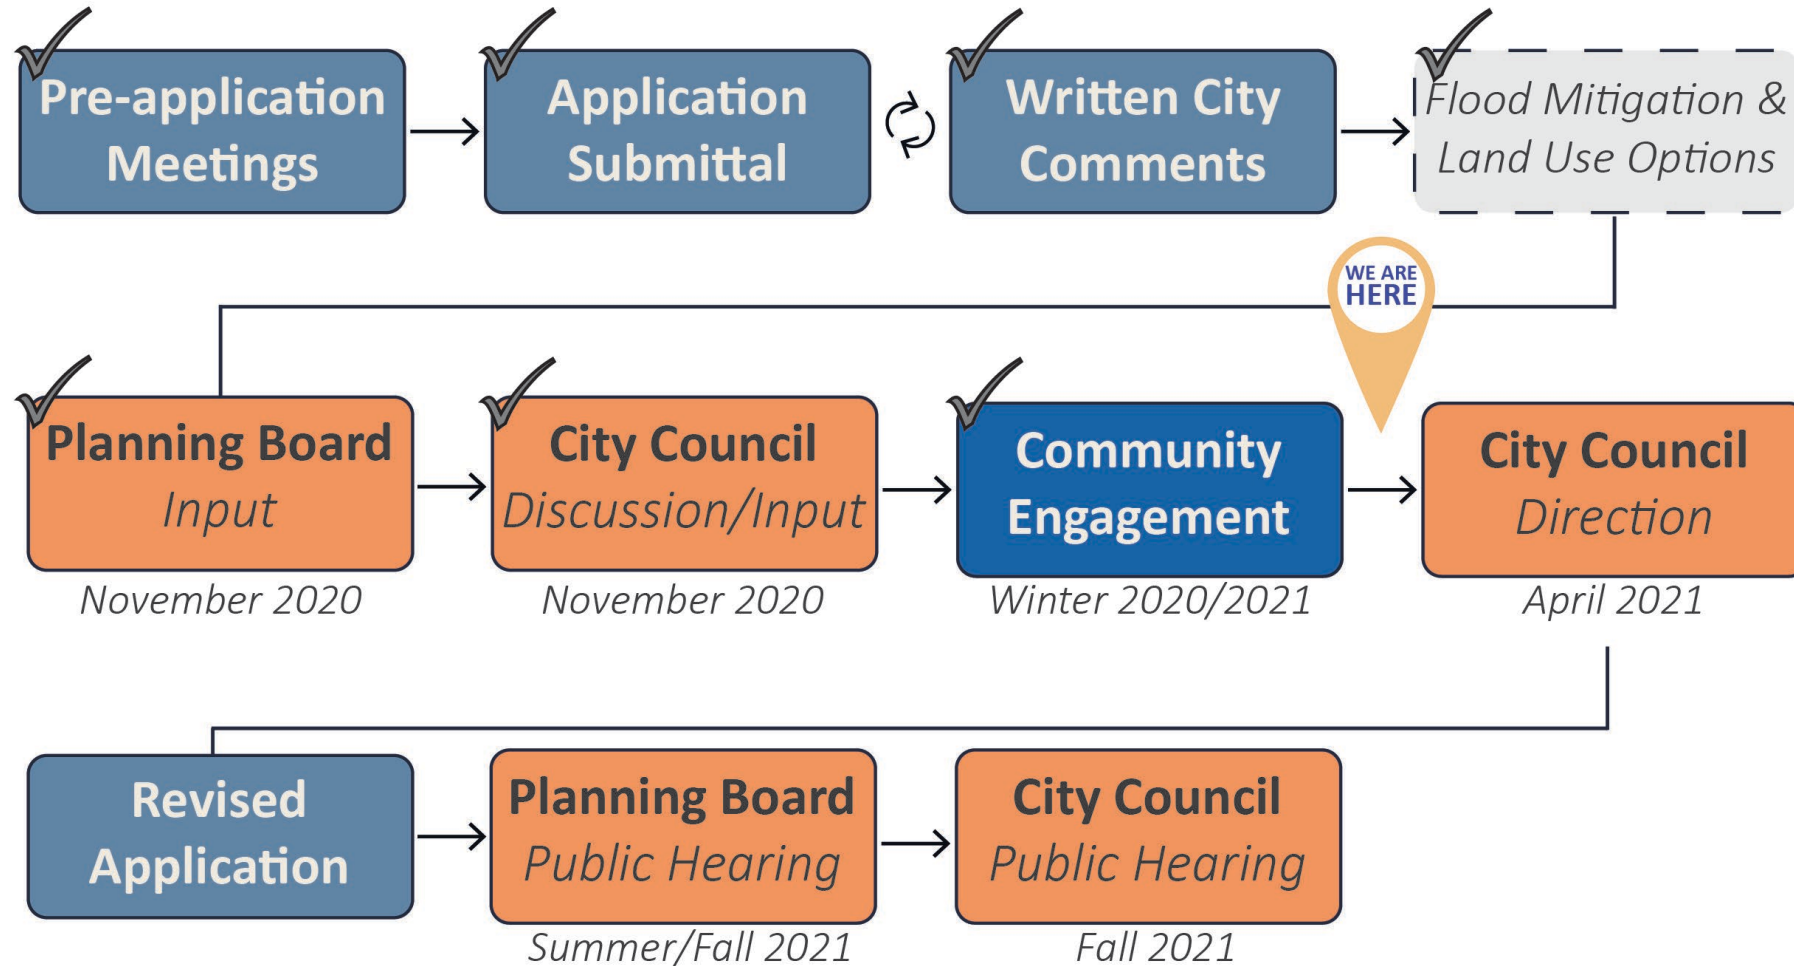 Pre-application
Meetings
Application
Submittal
Written City
Comments
Flood Mitigation &
Land Use Options
WE ARE
HERE
Planning Board
Input
November 2020
City Council
Discussion/Input
November 2020
Community
Engagement
Winter 2020/2021
City Council
Direction
April 2021
Revised
Application
Planning Board
Public Hearing
Summer/Fall 2021
City Council
Public Hearing
Fall 2021